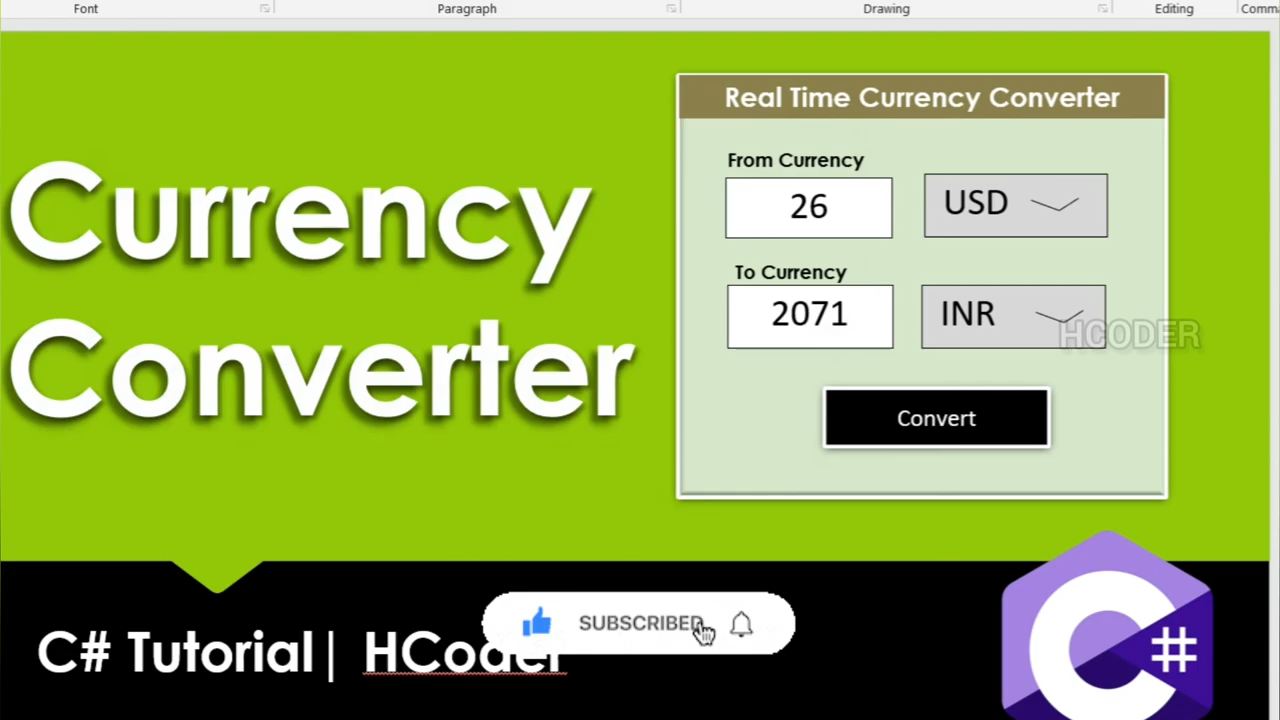 Font
Paragraph
Drawing
Editing
Currency
Converter
Real Time Currency Converter
From Currency
26
USD
To Currency
2071
INR
HCODER
Convert
C# Tutorial| HCoder
SUBSCRIBED
C#